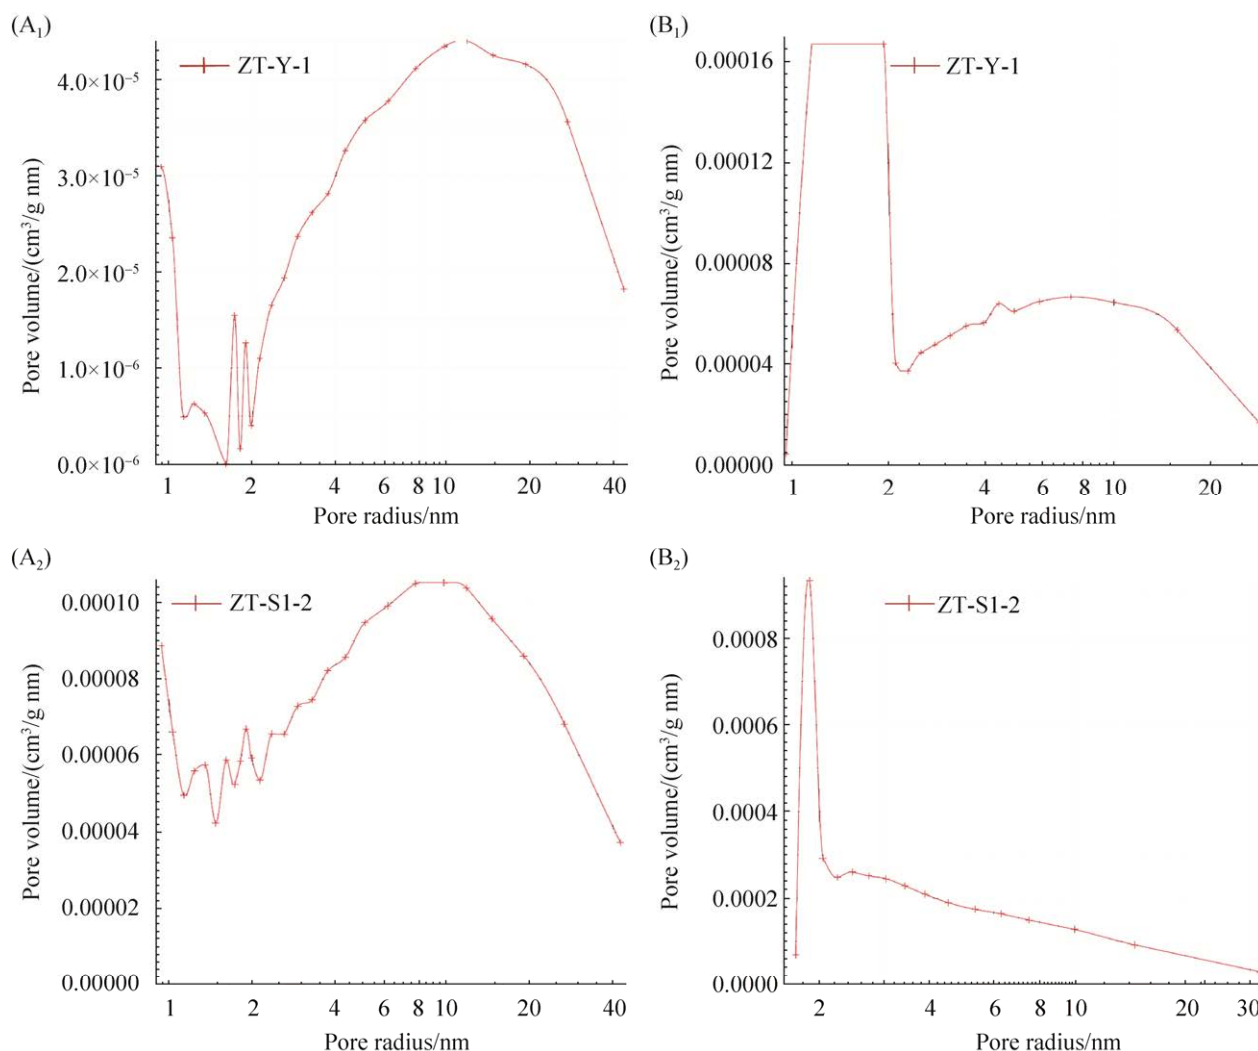 (A₁)
ZT-Y-1
Pore volume/(cm³/g nm)
4.0×10⁻⁵
3.0×10⁻⁵
2.0×10⁻⁵
1.0×10⁻⁶
0.0×10⁻⁶
1 2 4 6 8 10 20 40
Pore radius/nm
(B₁)
ZT-Y-1
Pore volume/(cm³/g nm)
0.00016
0.00012
0.00008
0.00004
0.00000
1 2 4 6 8 10 20
Pore radius/nm
(A₂)
ZT-S1-2
Pore volume/(cm³/g nm)
0.00010
0.00008
0.00006
0.00004
0.00002
0.00000
1 2 4 6 8 10 20 40
Pore radius/nm
(B₂)
ZT-S1-2
Pore volume/(cm³/g nm)
0.0008
0.0006
0.0004
0.0002
0.0000
2 4 6 8 10 20 30
Pore radius/nm